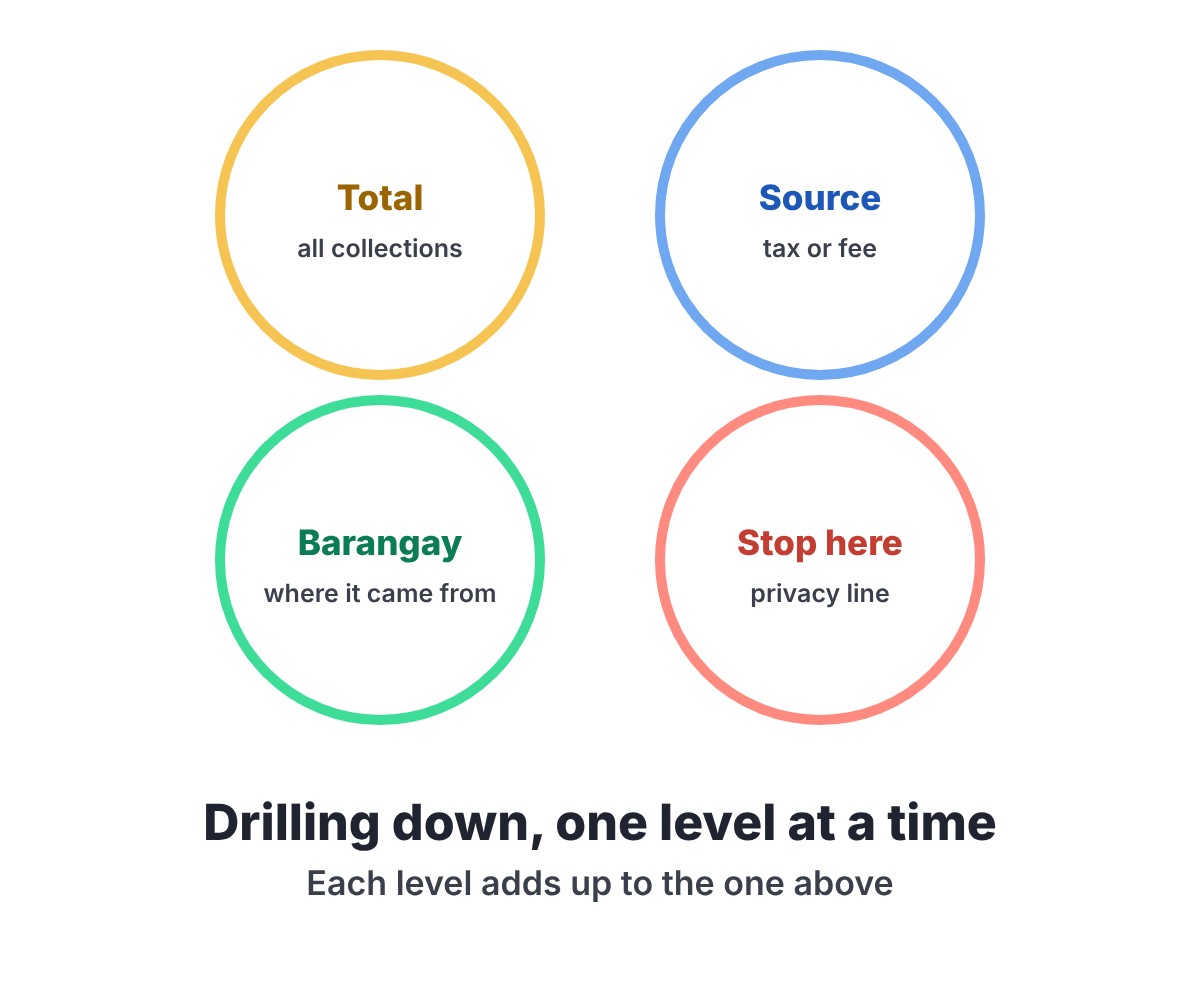 Total
all collections
Source
tax or fee
Barangay
where it came from
Stop here
privacy line
Drilling down, one level at a time
Each level adds up to the one above